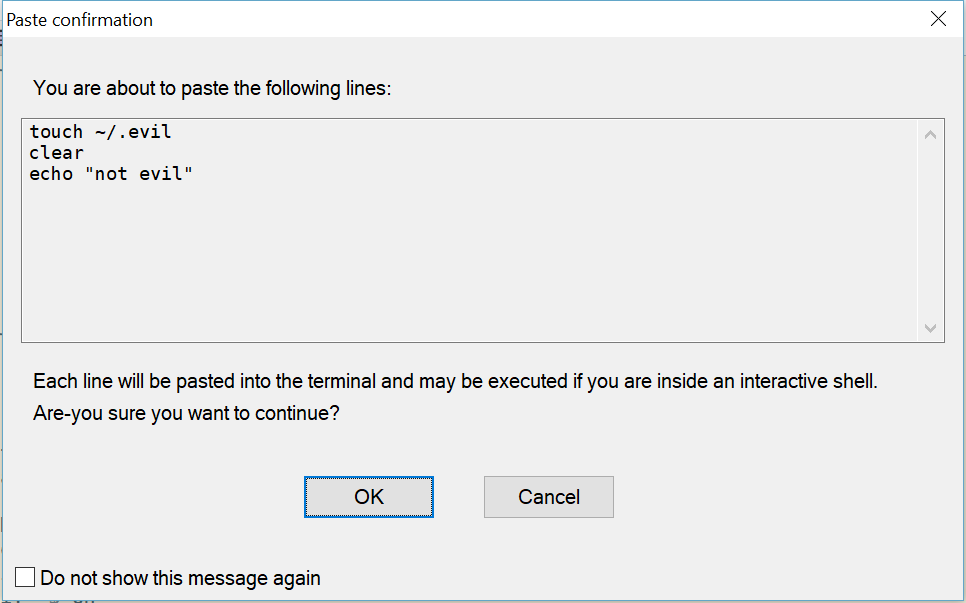 Paste confirmation
You are about to paste the following lines:
touch ~/.evil
clear
echo "not evil"
Each line will be pasted into the terminal and may be executed if you are inside an interactive shell.
Are-you sure you want to continue?
OK
Cancel
Do not show this message again